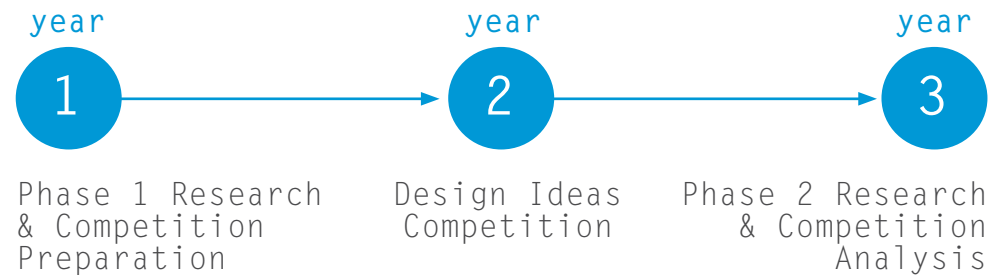 year
1
Phase 1 Research
& Competition
Preparation
year
2
Design Ideas
Competition
year
3
Phase 2 Research
& Competition
Analysis